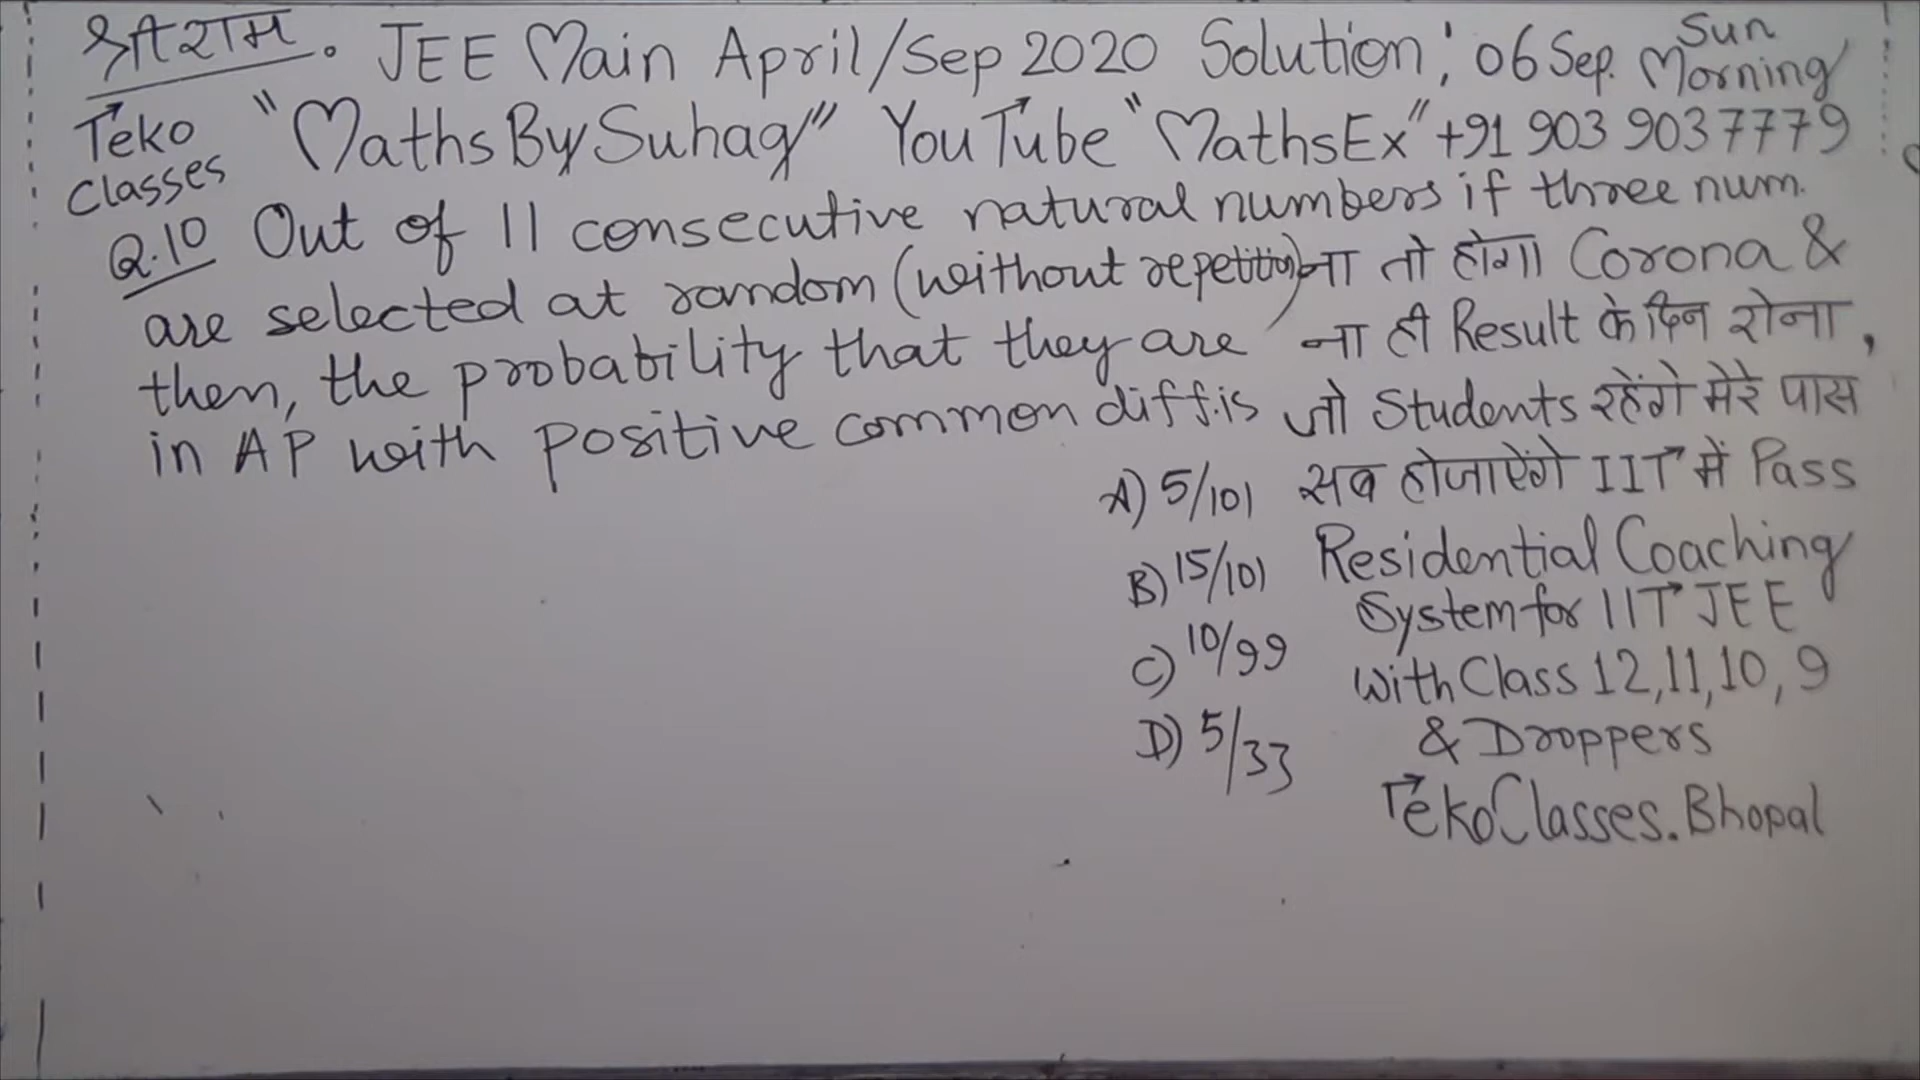 श्री राम. JEE Main April/Sep 2020 Solution: 06 Sep. Sun Morning
Teko Classes "MathsBySuhag" YouTube "MathsEx" +91 903 903 7779
Q.10 Out of 11 consecutive natural numbers if three num.
are selected at random (without repetition)
then, the probability that they are
in AP with positive common diff. is
A) 5/101
B) 15/101
C) 10/99
D) 5/33
ना तो होगा Corona &
ना ही Result के दिन रोना,
जो Students रहेंगे मेरे पास
सब होजाऐंगे IIT में Pass
Residential Coaching
System for IIT JEE
With Class 12, 11, 10, 9
& Droppers
TekoClasses. Bhopal